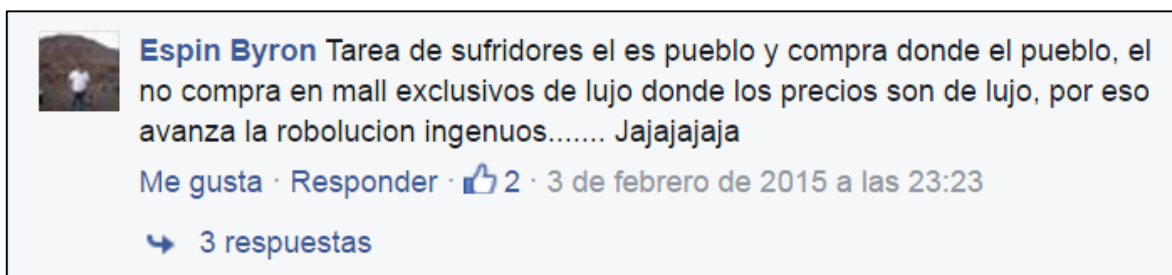 Espin Byron Tarea de sufridores el es pueblo y compra donde el pueblo, el
no compra en mall exclusivos de lujo donde los precios son de lujo, por eso
avanza la robolucion ingenuos....... Jajajajaja
Me gusta · Responder · 2 · 3 de febrero de 2015 a las 23:23
3 respuestas